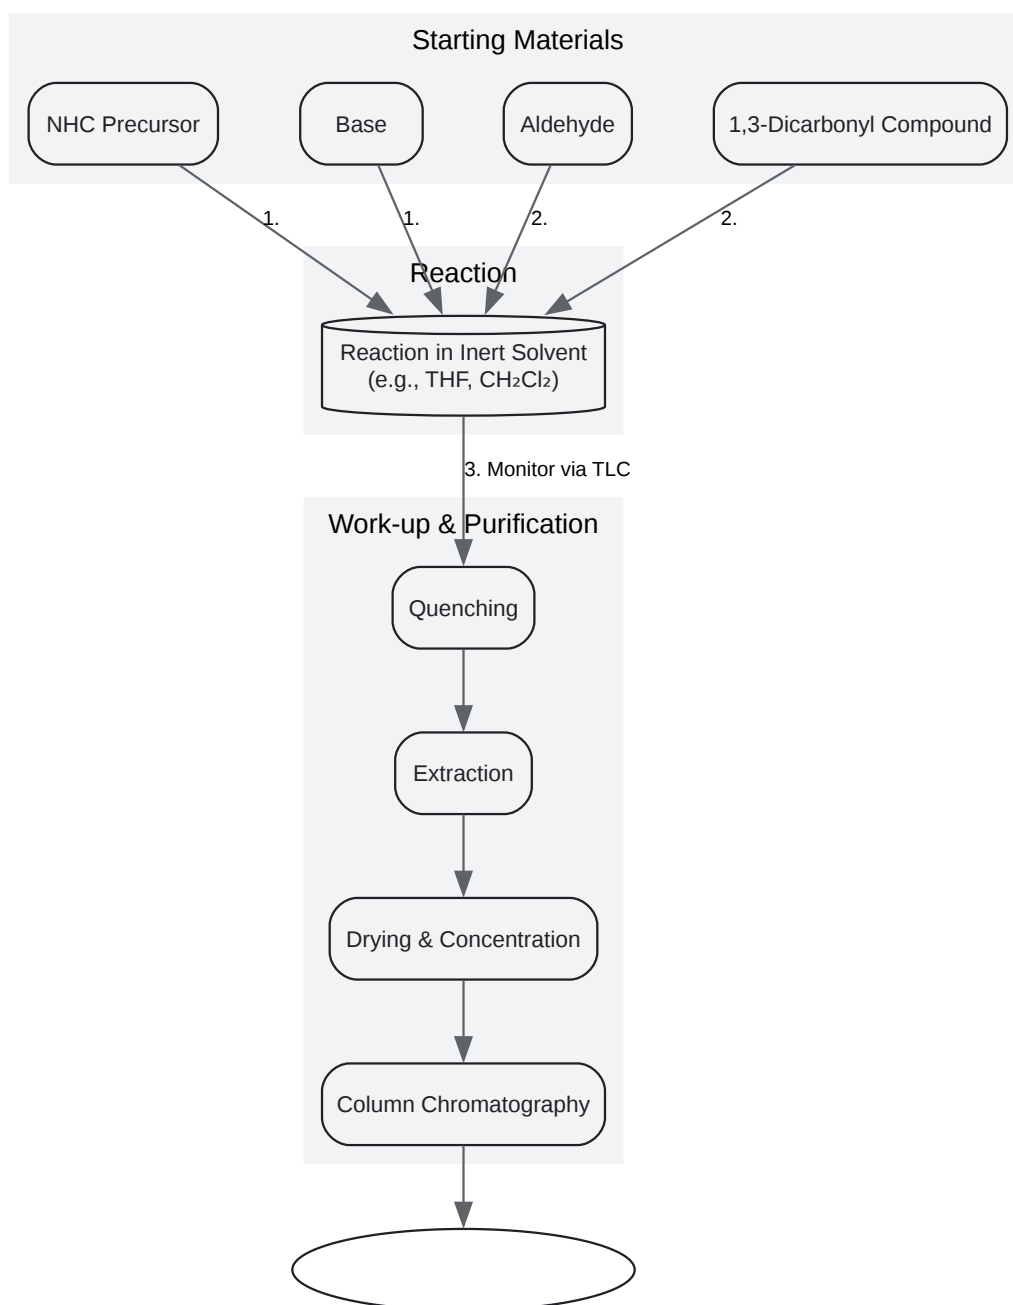 Starting Materials
NHC Precursor
Base
Aldehyde
1,3-Dicarbonyl Compound
1.
1.
2.
2.
Reaction
Reaction in Inert Solvent
(e.g., THF, CH₂Cl₂)
3. Monitor via TLC
Work-up & Purification
Quenching
Extraction
Drying & Concentration
Column Chromatography